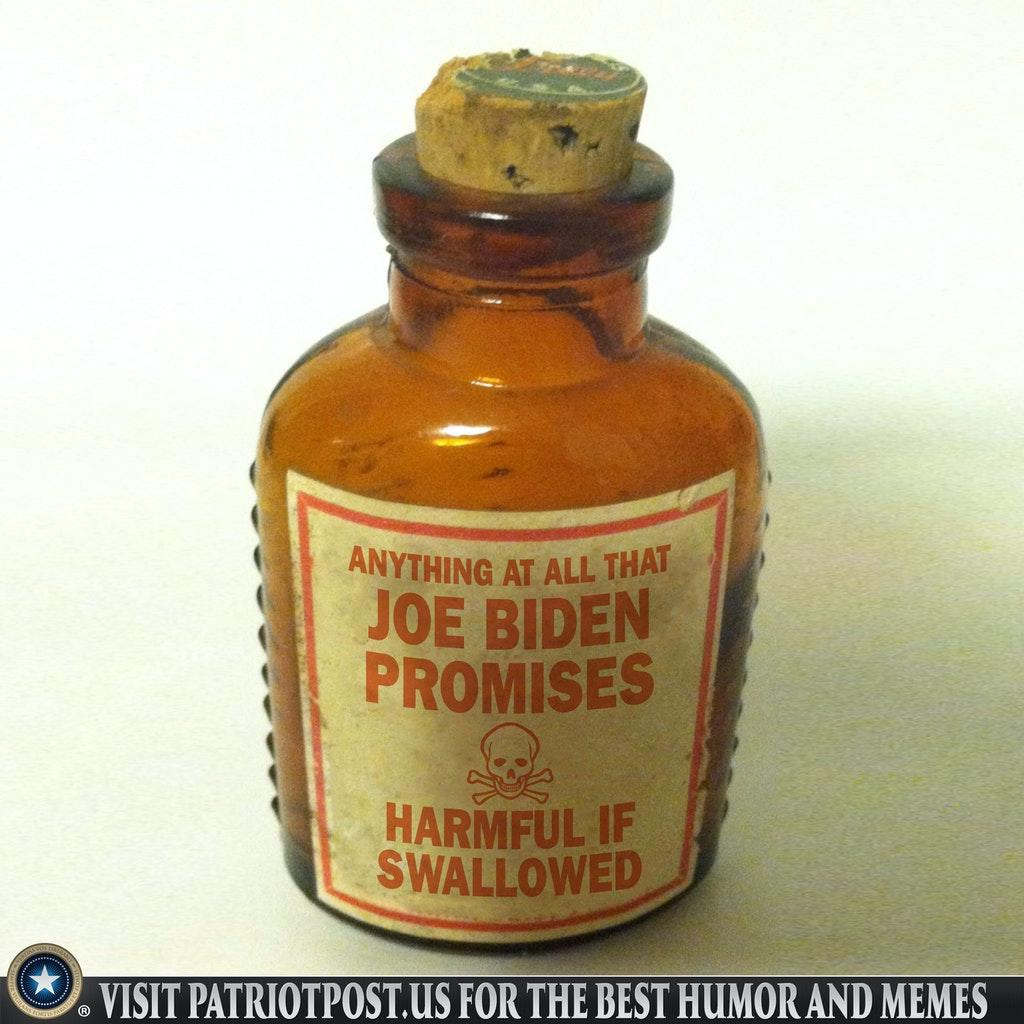 ANYTHING AT ALL THAT
JOE BIDEN
PROMISES
HARMFUL IF
SWALLOWED
® VISIT PATRIOTPOST.US FOR THE BEST HUMOR AND MEMES